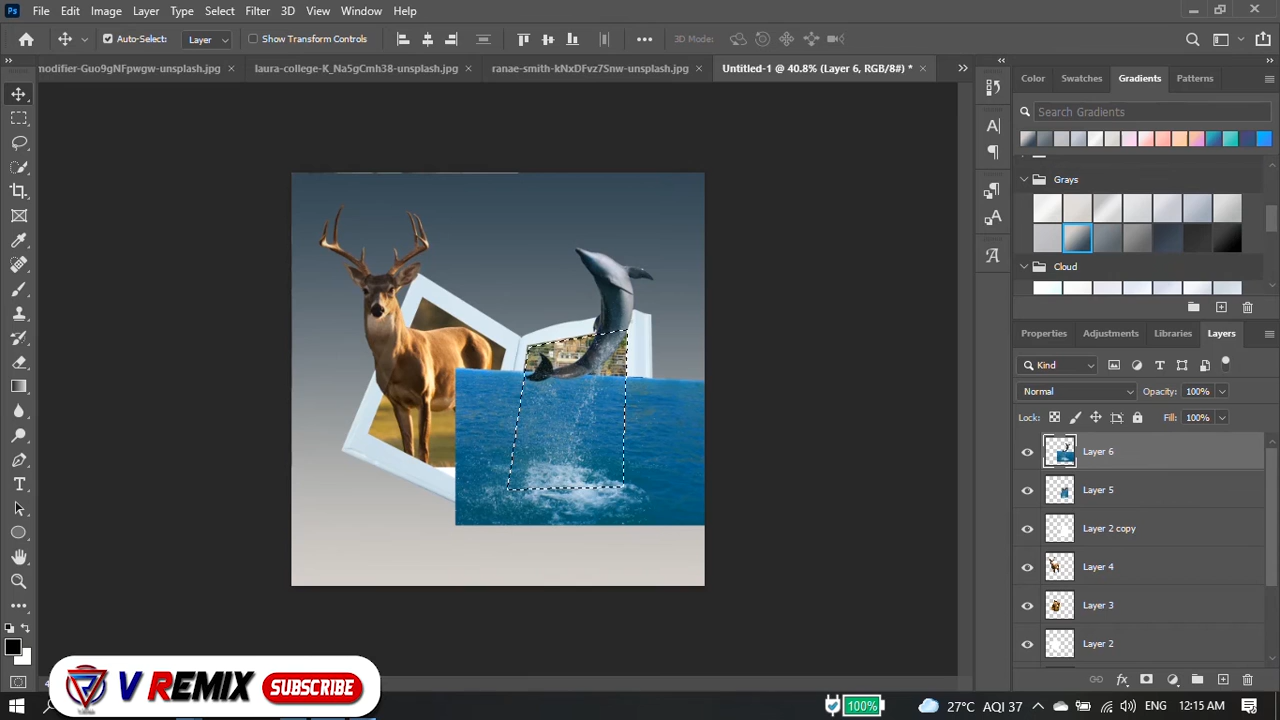 Ps File Edit Image Layer Type Select Filter 3D View Window Help
Auto-Select: Layer Show Transform Controls 3D Mode:
modifier-Guo9gNFpwgw-unsplash.jpg × laura-college-K_Na5gCmh38-unsplash.jpg × ranae-smith-kNxDFvz7Snw-unsplash.jpg × Untitled-1 @ 40.8% (Layer 6, RGB/8#) * ×
Color Swatches Gradients Patterns
Search Gradients
Grays
Cloud
Properties Adjustments Libraries Layers
Kind
Normal Opacity: 100%
Lock: Fill: 100%
Layer 6
Layer 5
Layer 2 copy
Layer 4
Layer 3
Layer 2
V REMIX SUBSCRIBE
100% 27°C AQI 37 ENG 12:15 AM